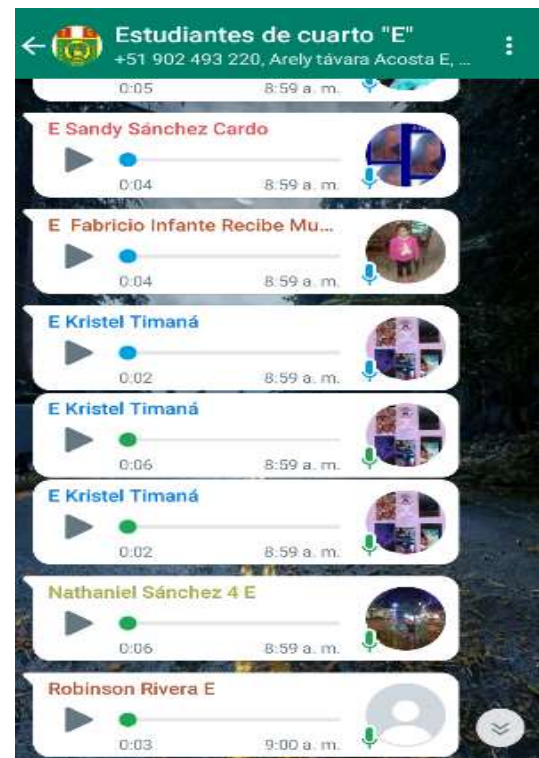 Estudiantes de cuarto "E"
+51 902 493 220, Arely távara Acosta E, ...
0:05 8:59 a. m.
E Sandy Sánchez Cardo
0:04 8:59 a. m.
E Fabricio Infante Recibe Mu...
0:04 8:59 a. m.
E Kristel Timaná
0:02 8:59 a. m.
E Kristel Timaná
0:06 8:59 a. m.
E Kristel Timaná
0:02 8:59 a. m.
Nathaniel Sánchez 4 E
0:06 8:59 a. m.
Robinson Rivera E
0:03 9:00 a. m.